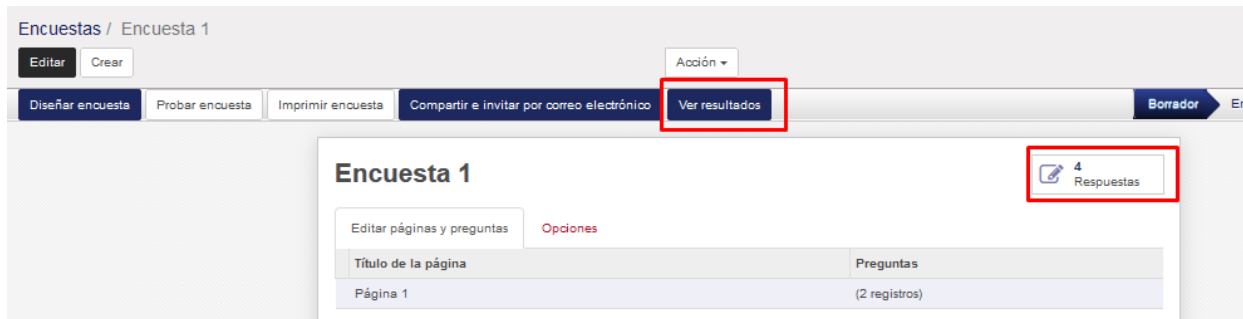 Encuestas / Encuesta 1
Editar Crear Acción
Diseñar encuesta Probar encuesta Imprimir encuesta Compartir e invitar por correo electrónico Ver resultados Borrador
Encuesta 1
4
Respuestas
Editar páginas y preguntas Opciones
Título de la página Preguntas
Página 1 (2 registros)